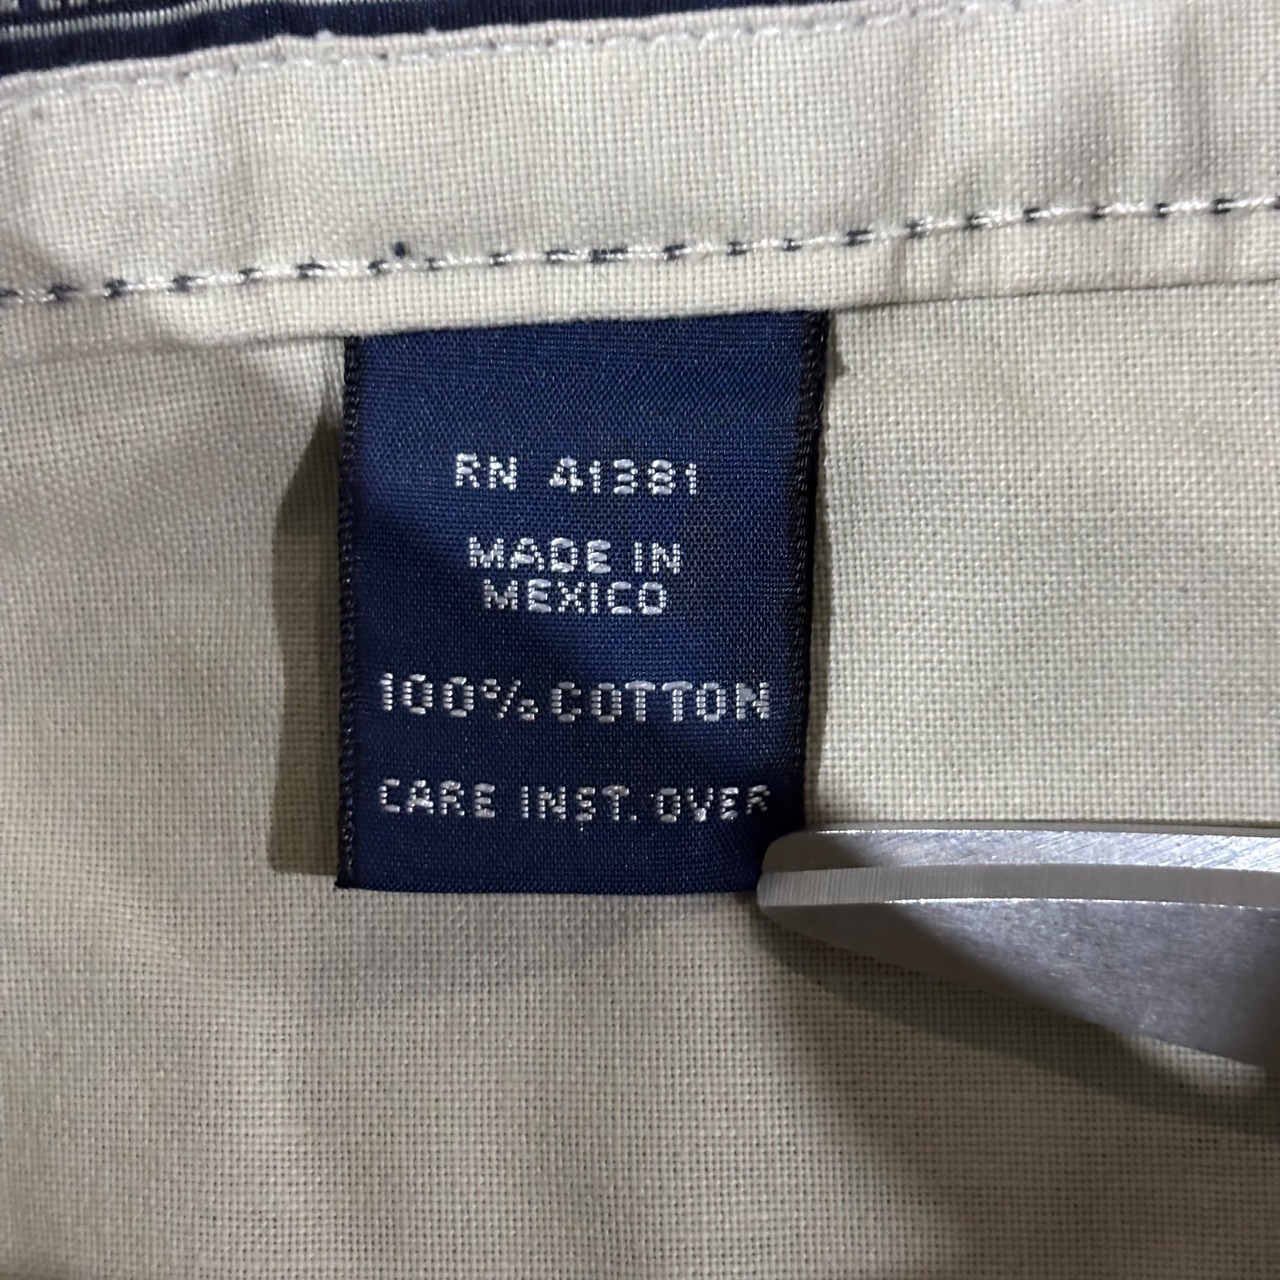 RN 41381
MADE IN
MEXICO
100% COTTON
CARE INST. OVER